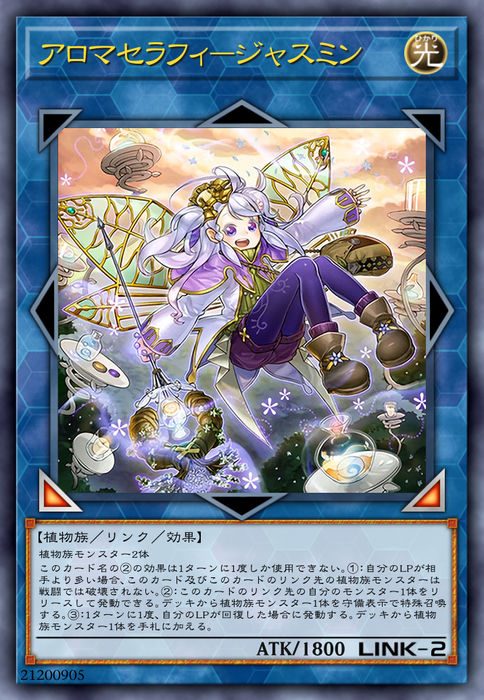 アロマセラフィージャスミン
ひかり
光
【植物族／リンク／効果】
植物族モンスター2体
このカード名の②の効果は1ターンに1度しか使用できない。①:自分のLPが相
手より多い場合、このカード及びこのカードのリンク先の植物族モンスターは
戦闘では破壊されない。②:このカードのリンク先の自分のモンスター1体をリ
リースして発動できる。デッキから植物族モンスター1体を守備表示で特殊召喚
する。③:1ターンに1度、自分のLPが回復した場合に発動する。デッキから植物
族モンスター1体を手札に加える。
ATK/1800 LINK-2
21200905